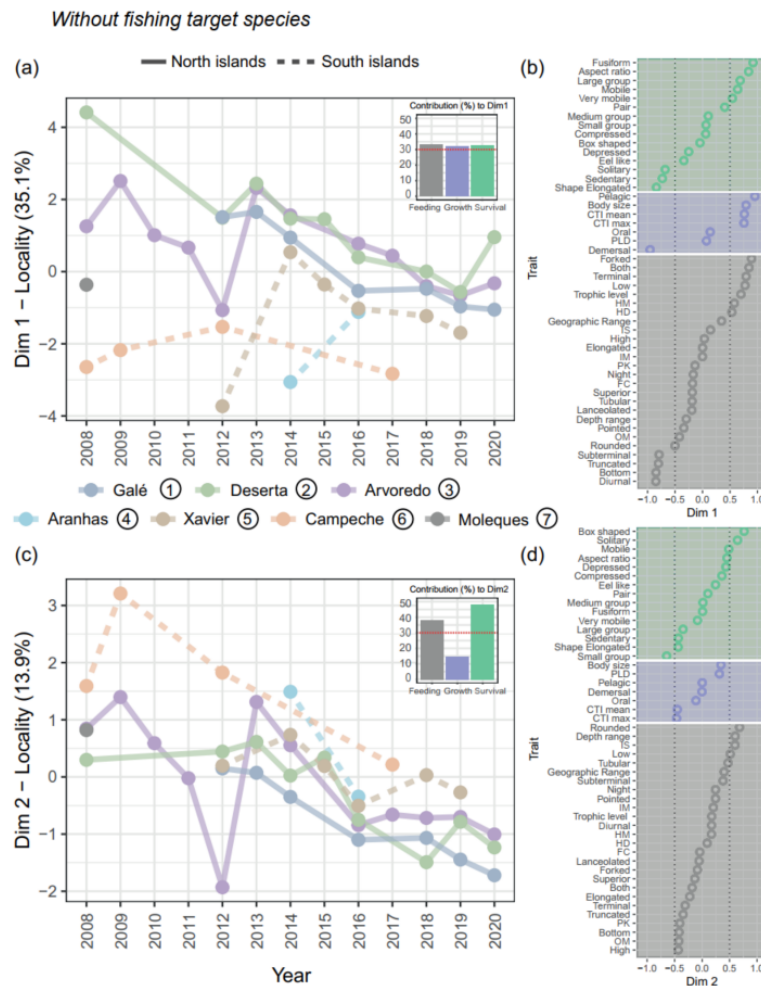 Without fishing target species
(a)
North islands
South islands
Contribution (%) to Dim1
50
40
30
20
10
0
Feeding Growth Survival
Dim 1 – Locality (35.1%)
4
2
0
−2
−4
2008
2009
2010
2011
2012
2013
2014
2015
2016
2017
2018
2019
2020
(b)
Trait
Fusiform
Aspect ratio
Large group
Mobile
Very mobile
Pair
Medium group
Small group
Compressed
Box shaped
Depressed
Eel like
Solitary
Sedentary
Shape Elongated
Pelagic
Body size
CTI mean
CTI max
Oral
PLD
Demersal
Forked
Both
Terminal
Low
Trophic level
HM
HD
Geographic Range
IS
High
Elongated
IM
PK
Night
FC
Superior
Tubular
Lanceolated
Depth range
Pointed
OM
Rounded
Subterminal
Truncated
Bottom
Diurnal
−1.0 −0.5 0.0 0.5 1.0
Dim 1
Galé 1
Deserta 2
Arvoredo 3
Aranhas 4
Xavier 5
Campeche 6
Moleques 7
(c)
Contribution (%) to Dim2
50
40
30
20
10
0
Feeding Growth Survival
Dim 2 – Locality (13.9%)
3
2
1
0
−1
−2
2008
2009
2010
2011
2012
2013
2014
2015
2016
2017
2018
2019
2020
Year
(d)
Trait
Box shaped
Solitary
Mobile
Aspect ratio
Depressed
Compressed
Eel like
Pair
Medium group
Fusiform
Very mobile
Large group
Sedentary
Shape Elongated
Small group
Body size
PLD
Pelagic
Demersal
Oral
CTI mean
CTI max
Rounded
Depth range
IS
Low
Tubular
Geographic Range
Subterminal
Night
Pointed
IM
Trophic level
Diurnal
HM
HD
FC
Lanceolated
Forked
Superior
Both
Elongated
Terminal
Truncated
PK
Bottom
OM
High
−1.0 −0.5 0.0 0.5 1.0
Dim 2